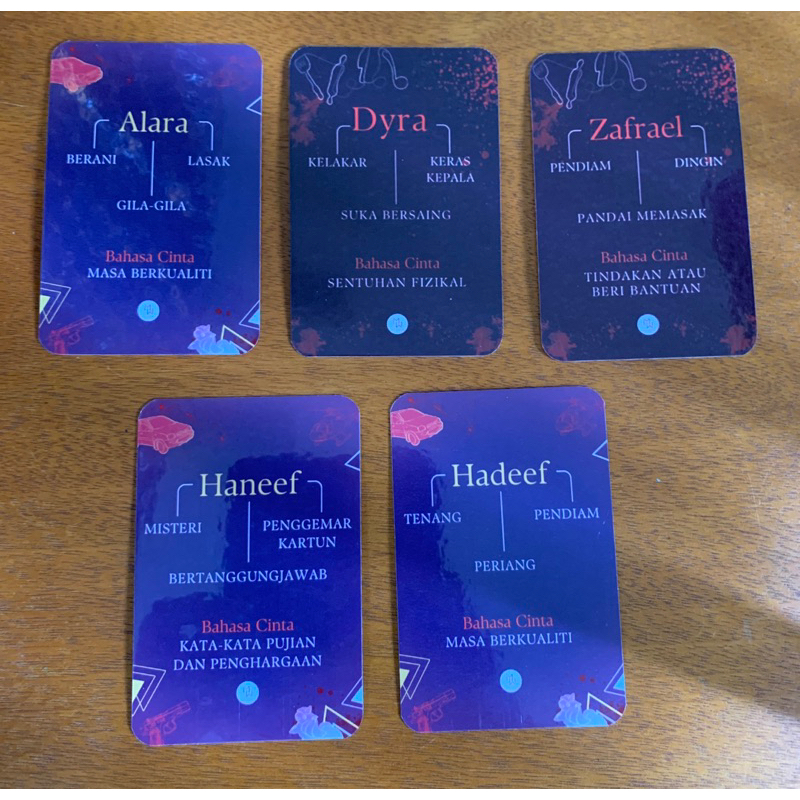 Alara
BERANI
LASAK
GILA-GILA
Bahasa Cinta
MASA BERKUALITI
Dyra
KELAKAR
KERAS
KEPALA
SUKA BERSAING
Bahasa Cinta
SENTUHAN FIZIKAL
Zafrael
PENDIAM
DINGIN
PANDAI MEMASAK
Bahasa Cinta
TINDAKAN ATAU
BERI BANTUAN
Haneef
MISTERI
PENGGEMAR
KARTUN
BERTANGGUNGJAWAB
Bahasa Cinta
KATA-KATA PUJIAN
DAN PENGHARGAAN
Hadeef
TENANG
PENDIAM
PERIANG
Bahasa Cinta
MASA BERKUALITI